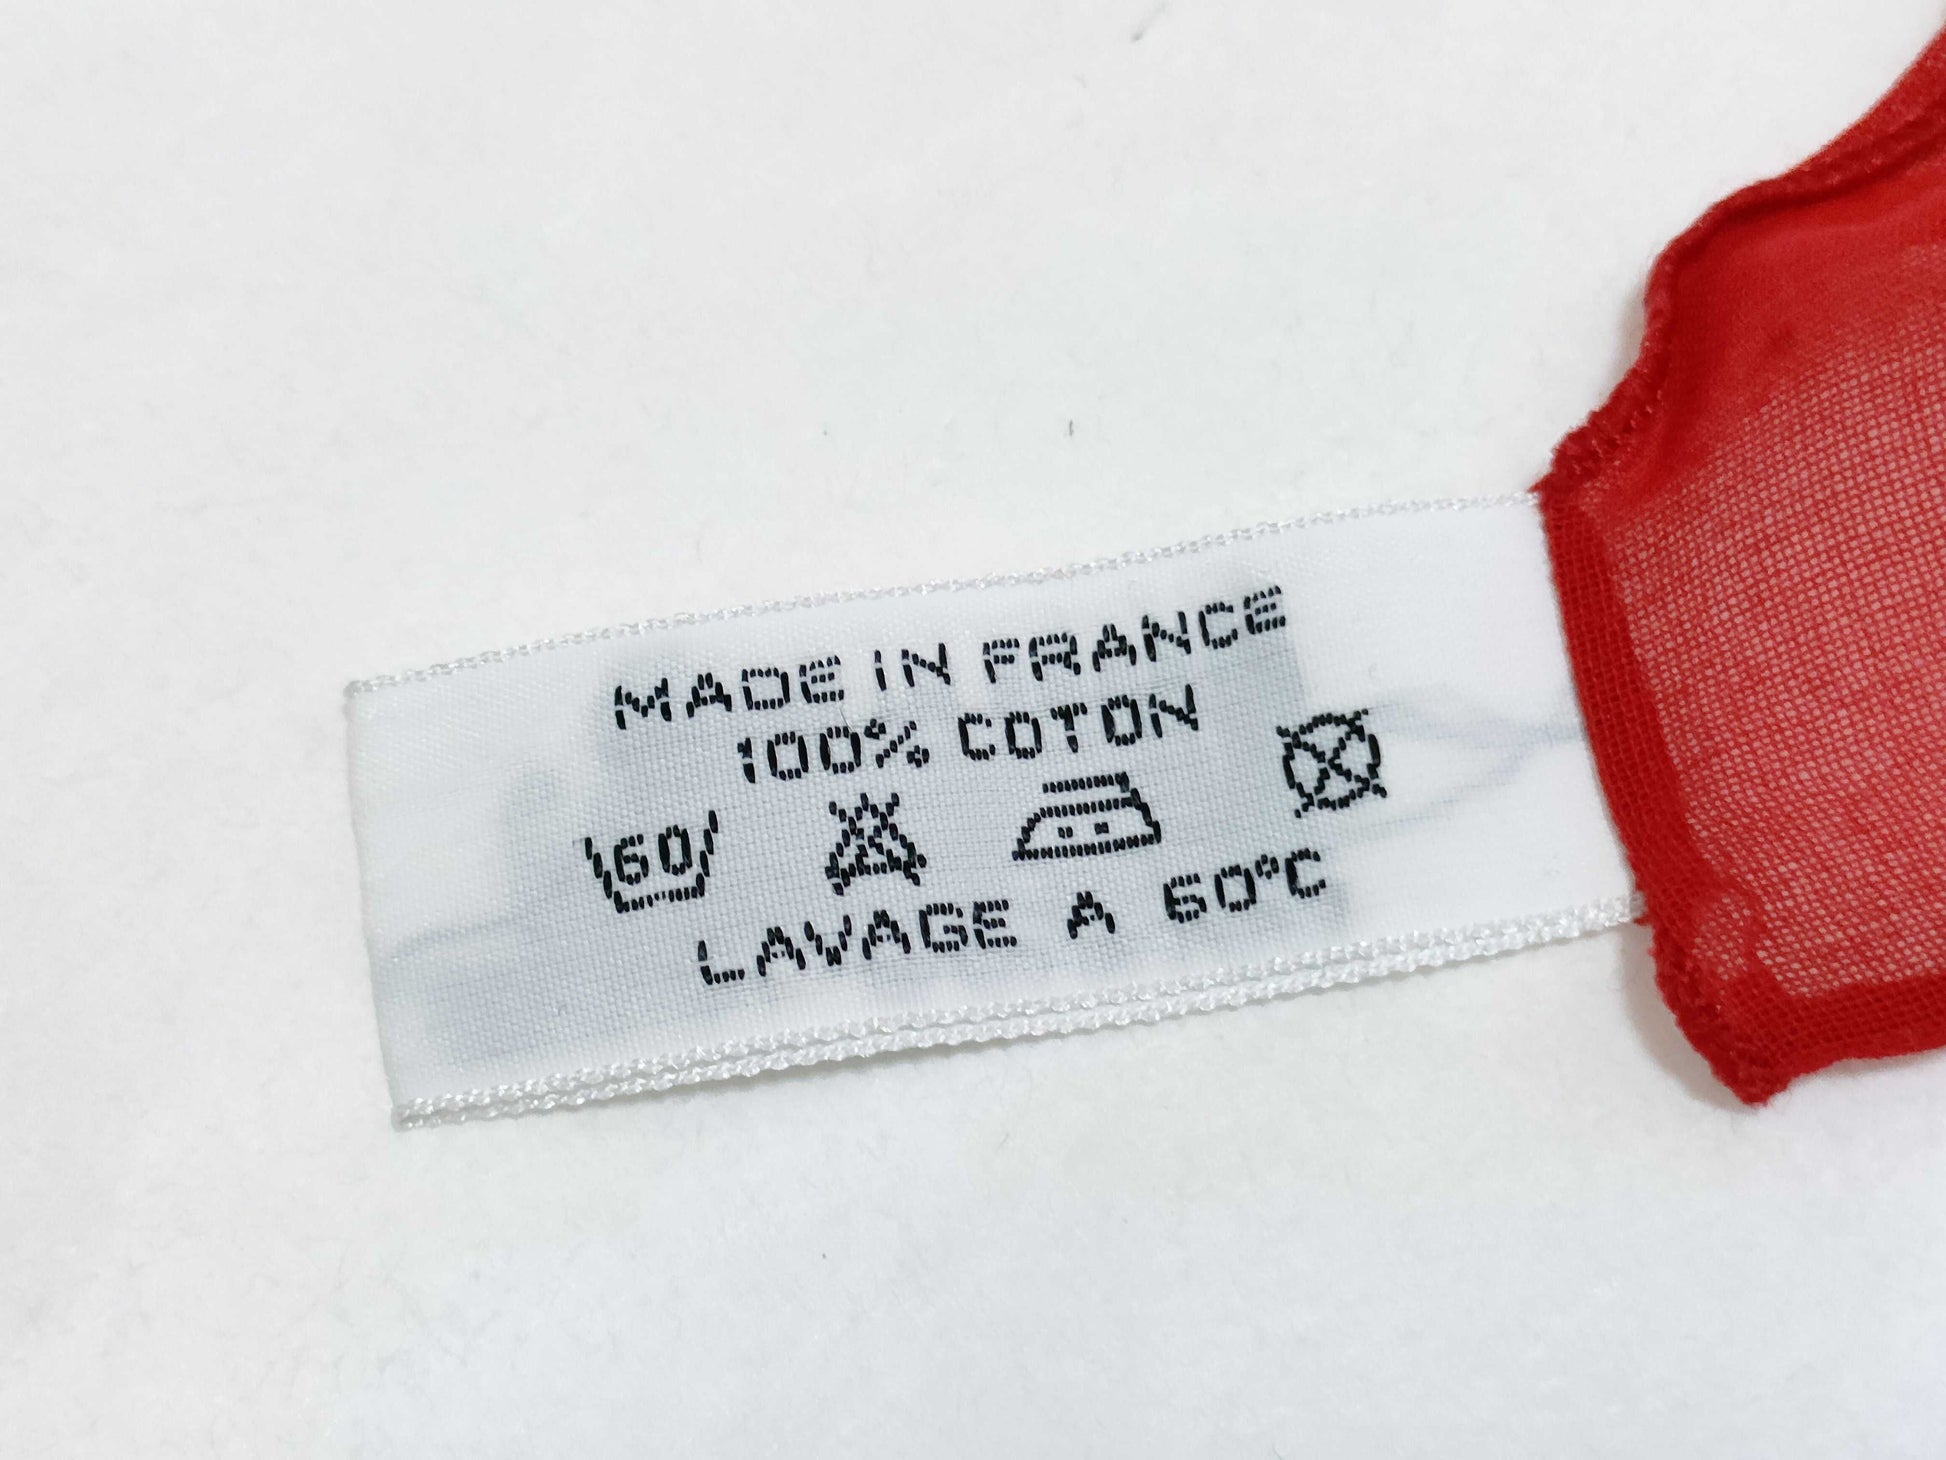 MADE IN FRANCE
100% COTON
60
LAVAGE A 60°C